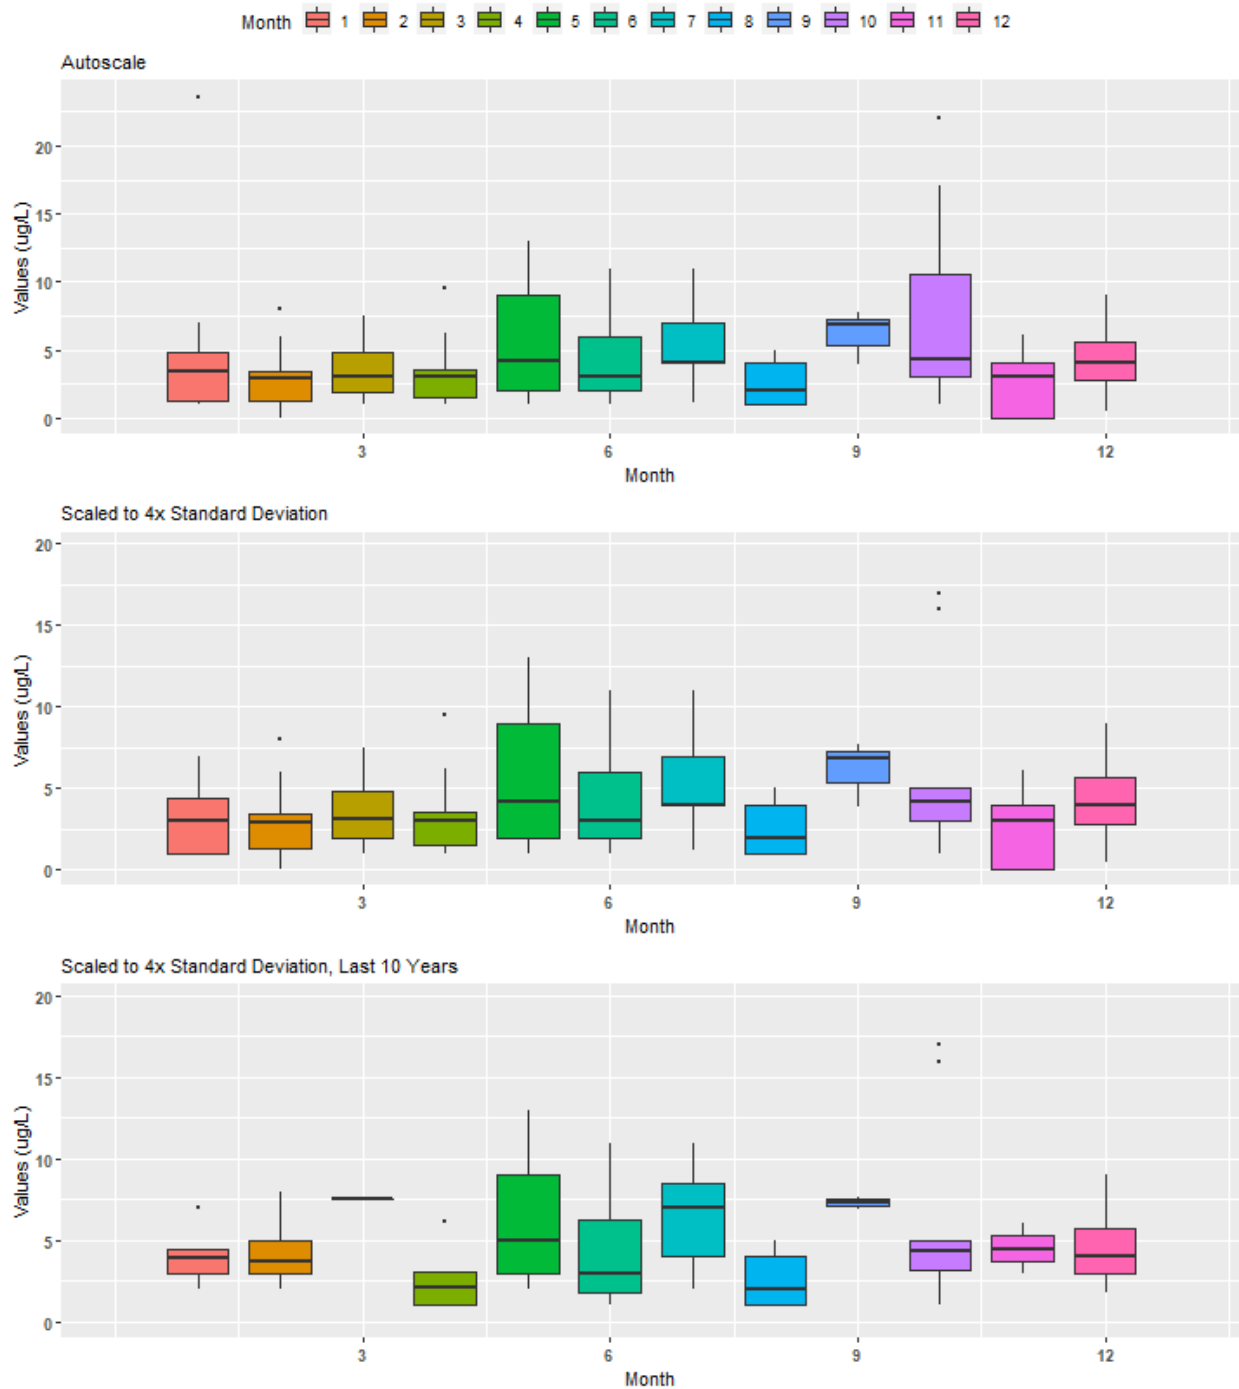 Month 1 2 3 4 5 6 7 8 9 10 11 12
Autoscale
Values (ug/L)
20
15
10
5
0
3 6 9 12
Month
Scaled to 4x Standard Deviation
Values (ug/L)
20
15
10
5
0
3 6 9 12
Month
Scaled to 4x Standard Deviation, Last 10 Years
Values (ug/L)
20
15
10
5
0
3 6 9 12
Month